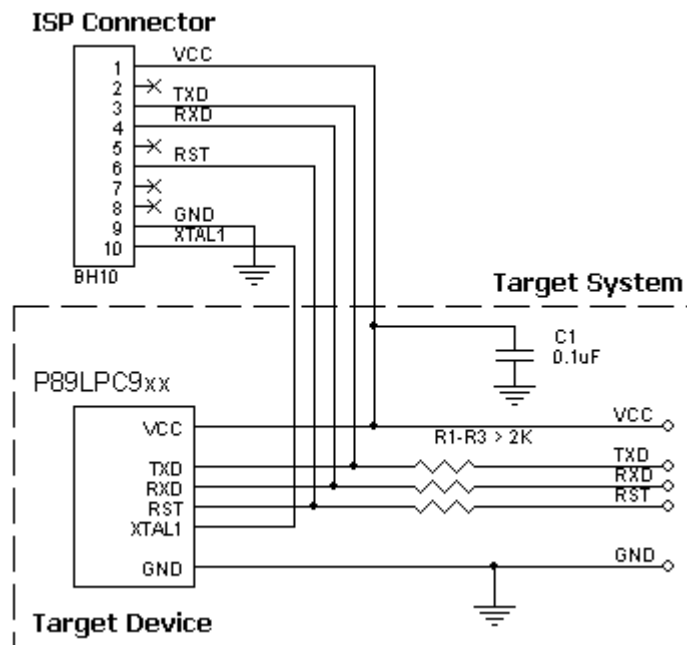 ISP Connector
VCC
1
2
TXD
3
RXD
4
5
RST
6
7
8
GND
9
XTAL1
10
BH10
Target System
C1
0.1uF
P89LPC9xx
VCC
VCC
R1-R3 > 2K
TXD
TXD
RXD
RXD
RST
RST
XTAL1
GND
GND
Target Device